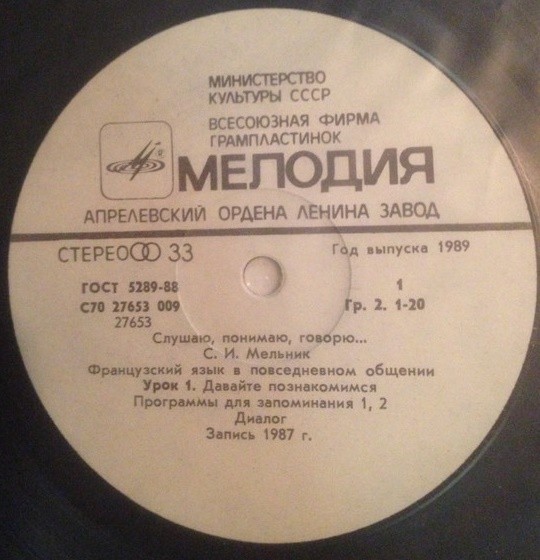 МИНИСТЕРСТВО
КУЛЬТУРЫ СССР
ВСЕСОЮЗНАЯ ФИРМА
ГРАМПЛАСТИНОК
МЕЛОДИЯ
АПРЕЛЕВСКИЙ ОРДЕНА ЛЕНИНА ЗАВОД
СТЕРЕО 33
Год выпуска 1989
ГОСТ 5289-88
1
С70 27653 009
Гр. 2. 1-20
27653
Слушаю, понимаю, говорю...
С. И. Мельник
Французский язык в повседневном общении
Урок 1. Давайте познакомимся
Программы для запоминания 1, 2
Диалог
Запись 1987 г.